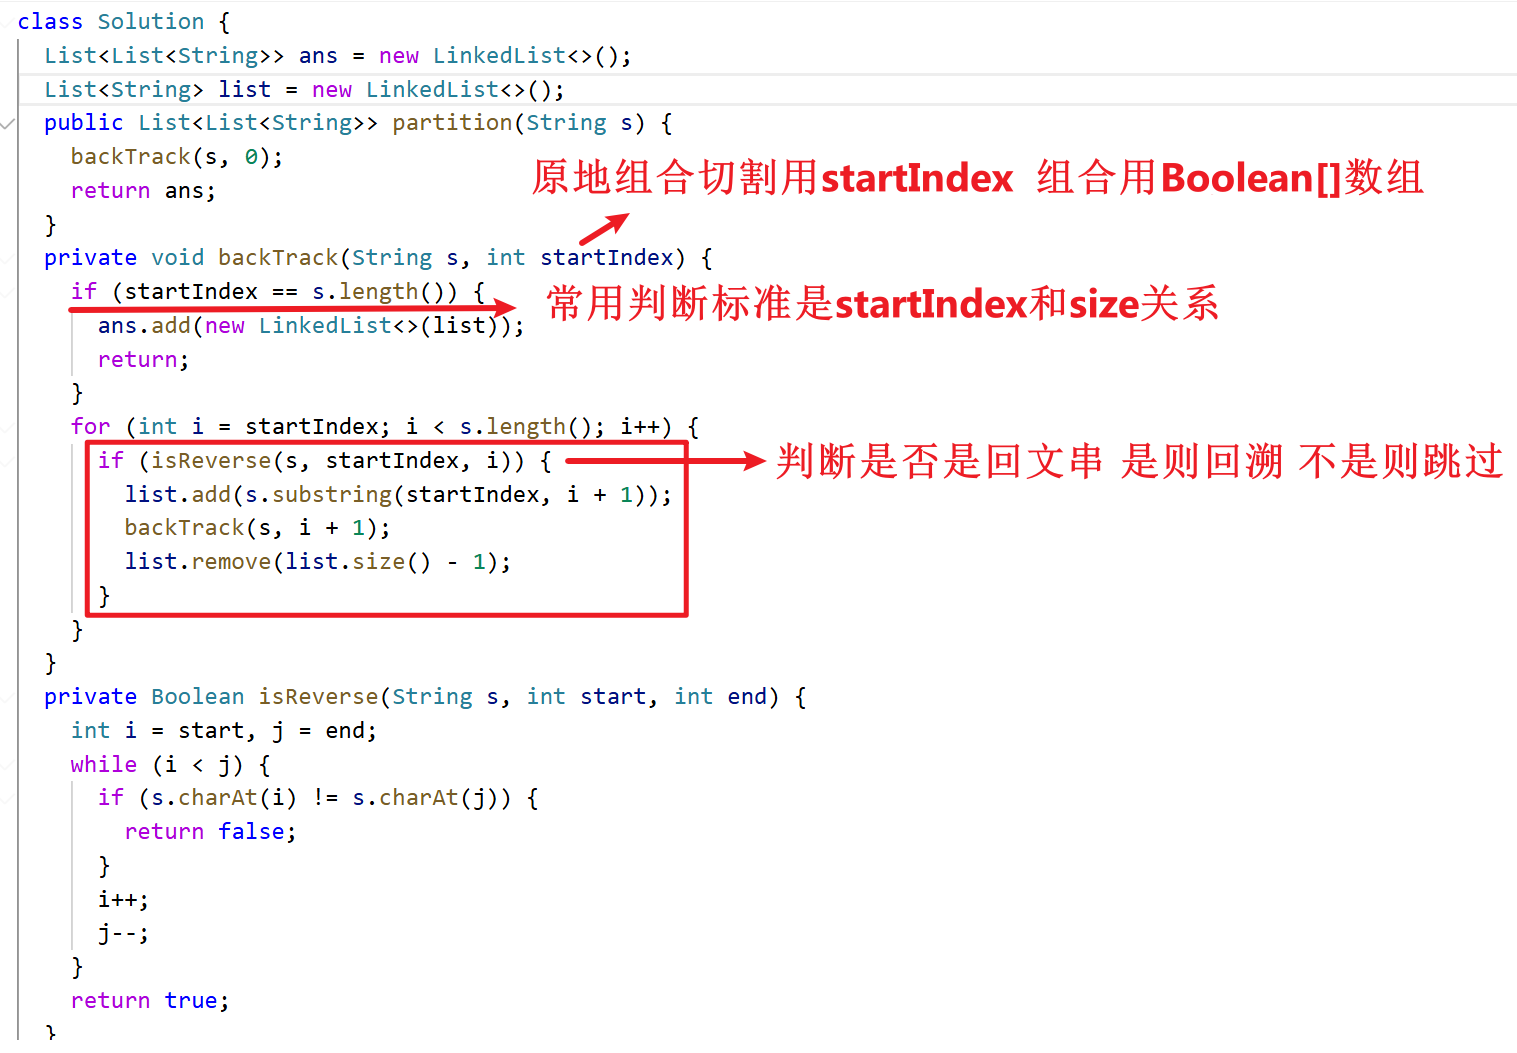 class Solution {
List<List<String>> ans = new LinkedList<>();
List<String> list = new LinkedList<>();
public List<List<String>> partition(String s) {
backTrack(s, 0);
return ans;
原地组合切割用startIndex 组合用Boolean[]数组
}
private void backTrack(String s, int startIndex) {
if (startIndex == s.length()) {
常用判断标准是startIndex和size关系
ans.add(new LinkedList<>(list));
return;
}
for (int i = startIndex; i < s.length(); i++) {
if (isReverse(s, startIndex, i)) {
判断是否是回文串 是则回溯 不是则跳过
list.add(s.substring(startIndex, i + 1));
backTrack(s, i + 1);
list.remove(list.size() - 1);
}
}
}
private Boolean isReverse(String s, int start, int end) {
int i = start, j = end;
while (i < j) {
if (s.charAt(i) != s.charAt(j)) {
return false;
}
i++;
j--;
}
return true;
}